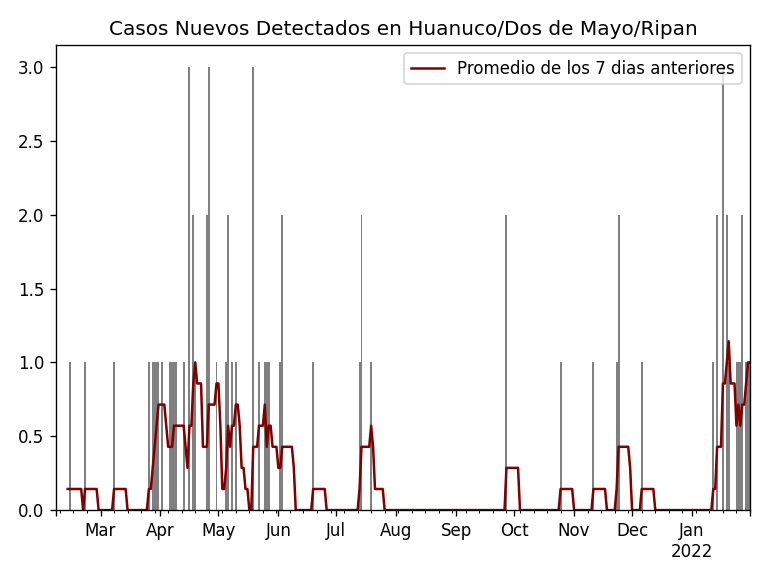 Casos Nuevos Detectados en Huanuco/Dos de Mayo/Ripan
Promedio de los 7 dias anteriores
3.0
2.5
2.0
1.5
1.0
0.5
0.0
Mar Apr May Jun Jul Aug Sep Oct Nov Dec Jan
2022